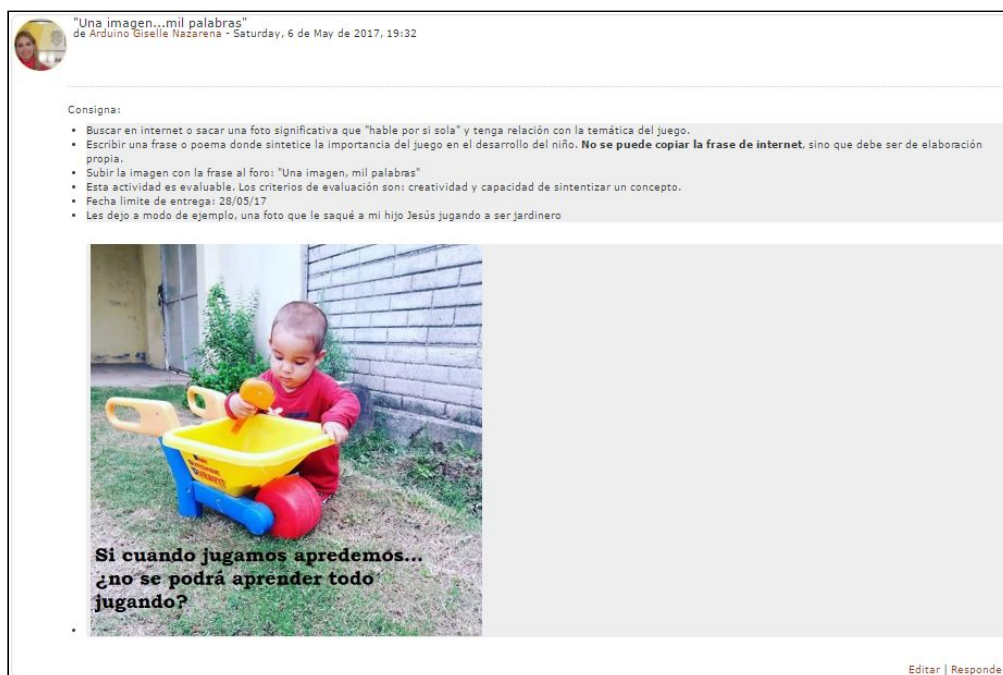 "Una imagen...mil palabras"
de Arduino Giselle Nazarena - Saturday, 6 de May de 2017, 19:32
Consigna:
• Buscar en internet o sacar una foto significativa que "hable por si sola" y tenga relación con la temática del juego.
• Escribir una frase o poema donde sintetice la importancia del juego en el desarrollo del niño. No se puede copiar la frase de internet, sino que debe ser de elaboración
propia.
• Subir la imagen con la frase al foro: "Una imagen, mil palabras"
• Esta actividad es evaluable. Los criterios de evaluación son: creatividad y capacidad de sintentizar un concepto.
• Fecha limite de entrega: 28/05/17
• Les dejo a modo de ejemplo, una foto que le saqué a mi hijo Jesús jugando a ser jardinero
Si cuando jugamos apredemos...
¿no se podrá aprender todo
jugando?
Editar | Responde